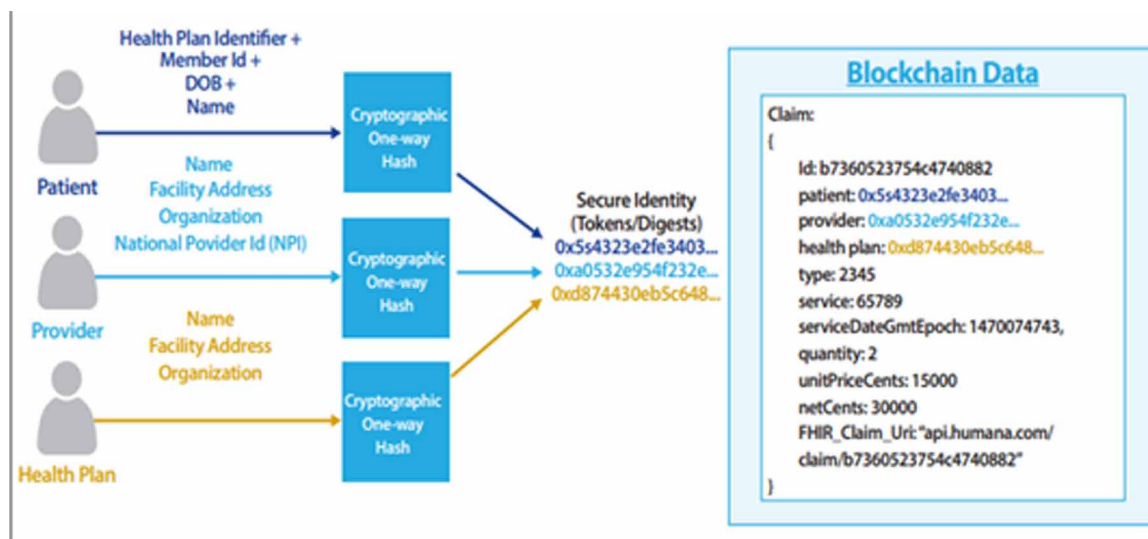 Health Plan Identifier +
Member Id +
DOB +
Name
Patient
Cryptographic
One-way
Hash
Name
Facility Address
Organization
National Povider Id (NPI)
Provider
Cryptographic
One-way
Hash
Name
Facility Address
Organization
Health Plan
Cryptographic
One-way
Hash
Secure Identity
(Tokens/Digests)
0x5s4323e2fe3403...
0xa0532e954f232e...
0xd874430eb5c648...
Blockchain Data
Claim:
{
Id: b7360523754c4740882
patient: 0x5s4323e2fe3403...
provider: 0xa0532e954f232e...
health plan: 0xd874430eb5c648...
type: 2345
service: 65789
serviceDateGmtEpoch: 1470074743,
quantity: 2
unitPriceCents: 15000
netCents: 30000
FHIR_Claim_Uri: "api.humana.com/
claim/b7360523754c4740882"
}